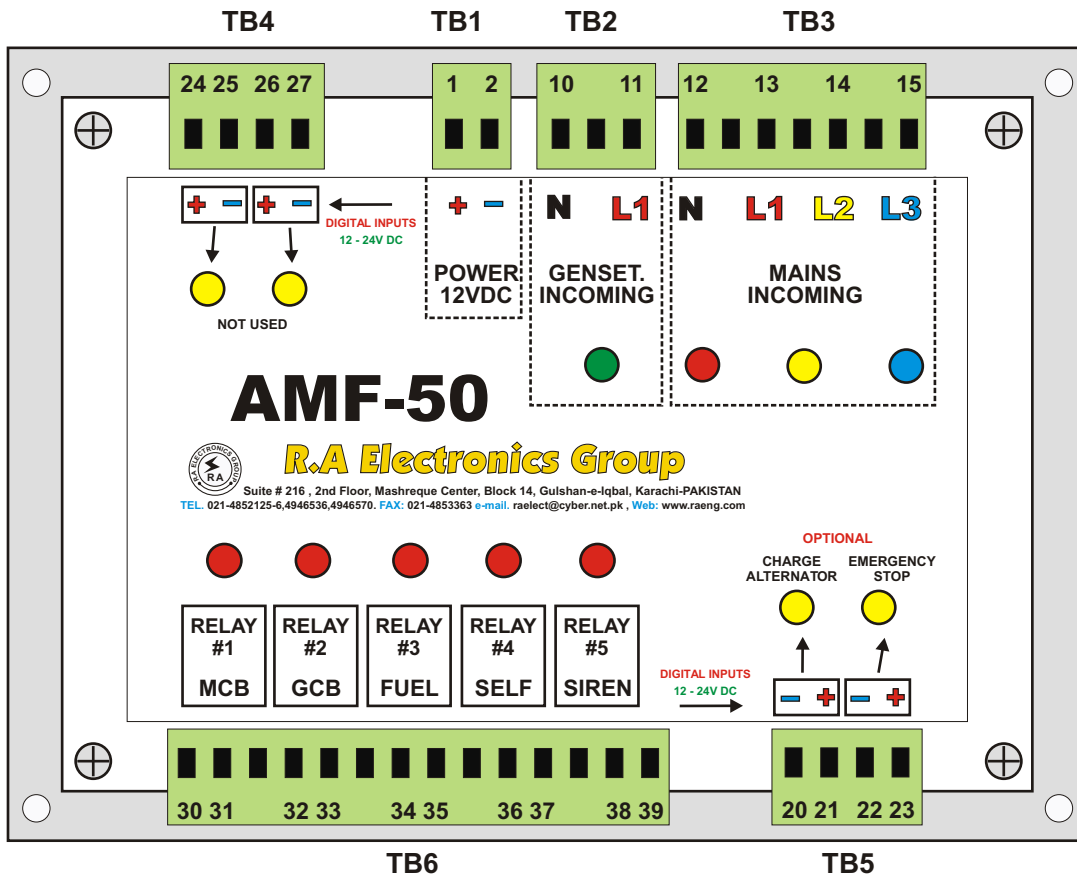 TB4 TB1 TB2 TB3
24 25 26 27 1 2 10 11 12 13 14 15
+ − + − + − N L1 N L1 L2 L3
DIGITAL INPUTS
12 - 24V DC
POWER
12VDC
GENSET.
INCOMING
MAINS
INCOMING
NOT USED
AMF-50
R.A ELECTRONICS GROUP
RA
R.A Electronics Group
Suite # 216 , 2nd Floor, Mashreque Center, Block 14, Gulshan-e-Iqbal, Karachi-PAKISTAN
TEL. 021-4852125-6,4946536,4946570. FAX: 021-4853363 e-mail. raelect@cyber.net.pk , Web: www.raeng.com
OPTIONAL
CHARGE
ALTERNATOR
EMERGENCY
STOP
RELAY
#1
MCB
RELAY
#2
GCB
RELAY
#3
FUEL
RELAY
#4
SELF
RELAY
#5
SIREN
DIGITAL INPUTS
12 - 24V DC
− + − +
30 31 32 33 34 35 36 37 38 39 20 21 22 23
TB6 TB5